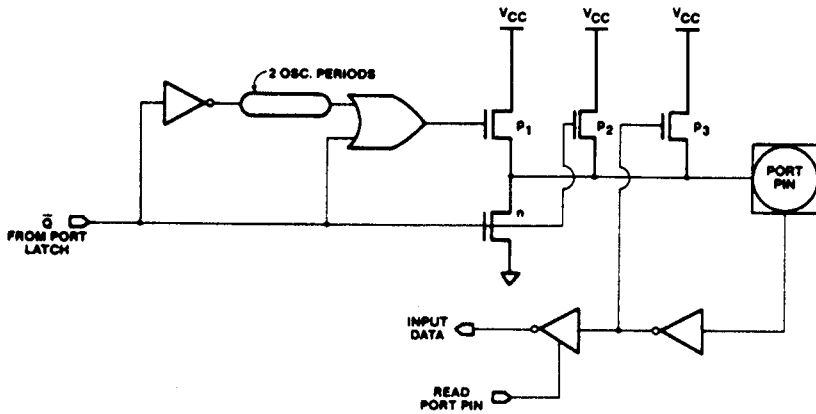 VCC
VCC
VCC
2 OSC. PERIODS
P1
P2
P3
PORT
PIN
Q̅
FROM PORT
LATCH
n
INPUT
DATA
READ
PORT PIN